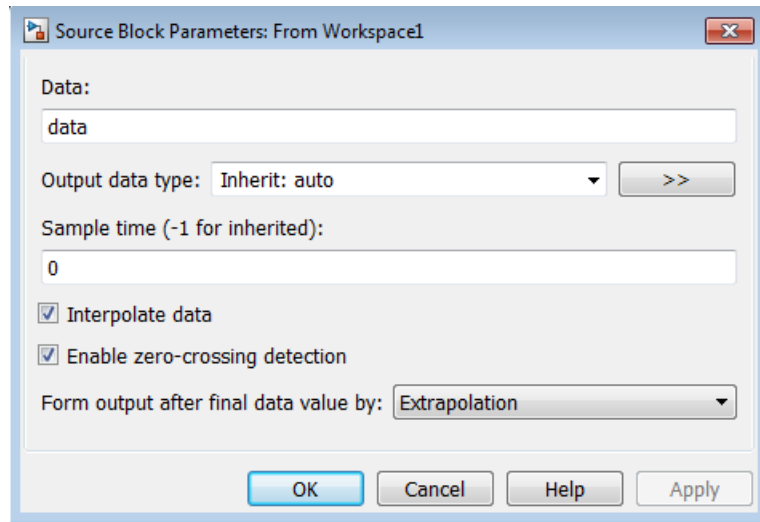 Source Block Parameters: From Workspace1
Data:
data
Output data type: Inherit: auto >>
Sample time (-1 for inherited):
0
Interpolate data
Enable zero-crossing detection
Form output after final data value by: Extrapolation
OK Cancel Help Apply